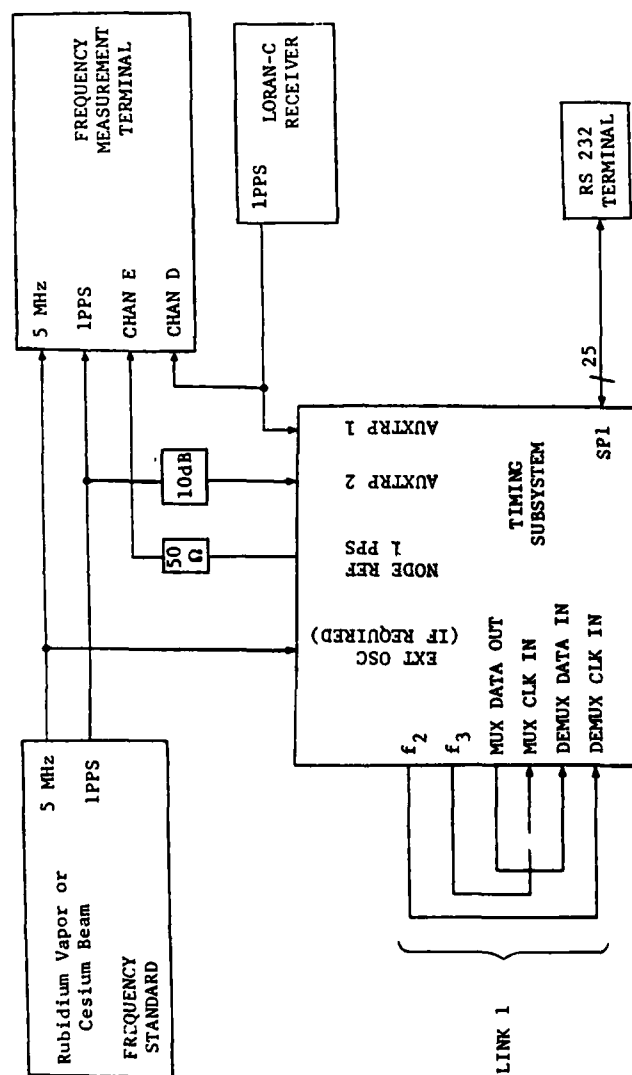 Rubidium Vapor or
Cesium Beam
FREQUENCY
STANDARD
5 MHz
1PPS
5 MHz
1PPS
CHAN E
CHAN D
FREQUENCY
MEASUREMENT
TERMINAL
1PPS
LORAN-C
RECEIVER
50
Ω
10dB
EXT OSC
(IF REQUIRED)
NODE REF
1 PPS
AUXTRP 2
AUXTRP 1
TIMING
SUBSYSTEM
f2
f3
MUX DATA OUT
MUX CLK IN
DEMUX DATA IN
DEMUX CLK IN
SP1
25
RS 232
TERMINAL
LINK 1